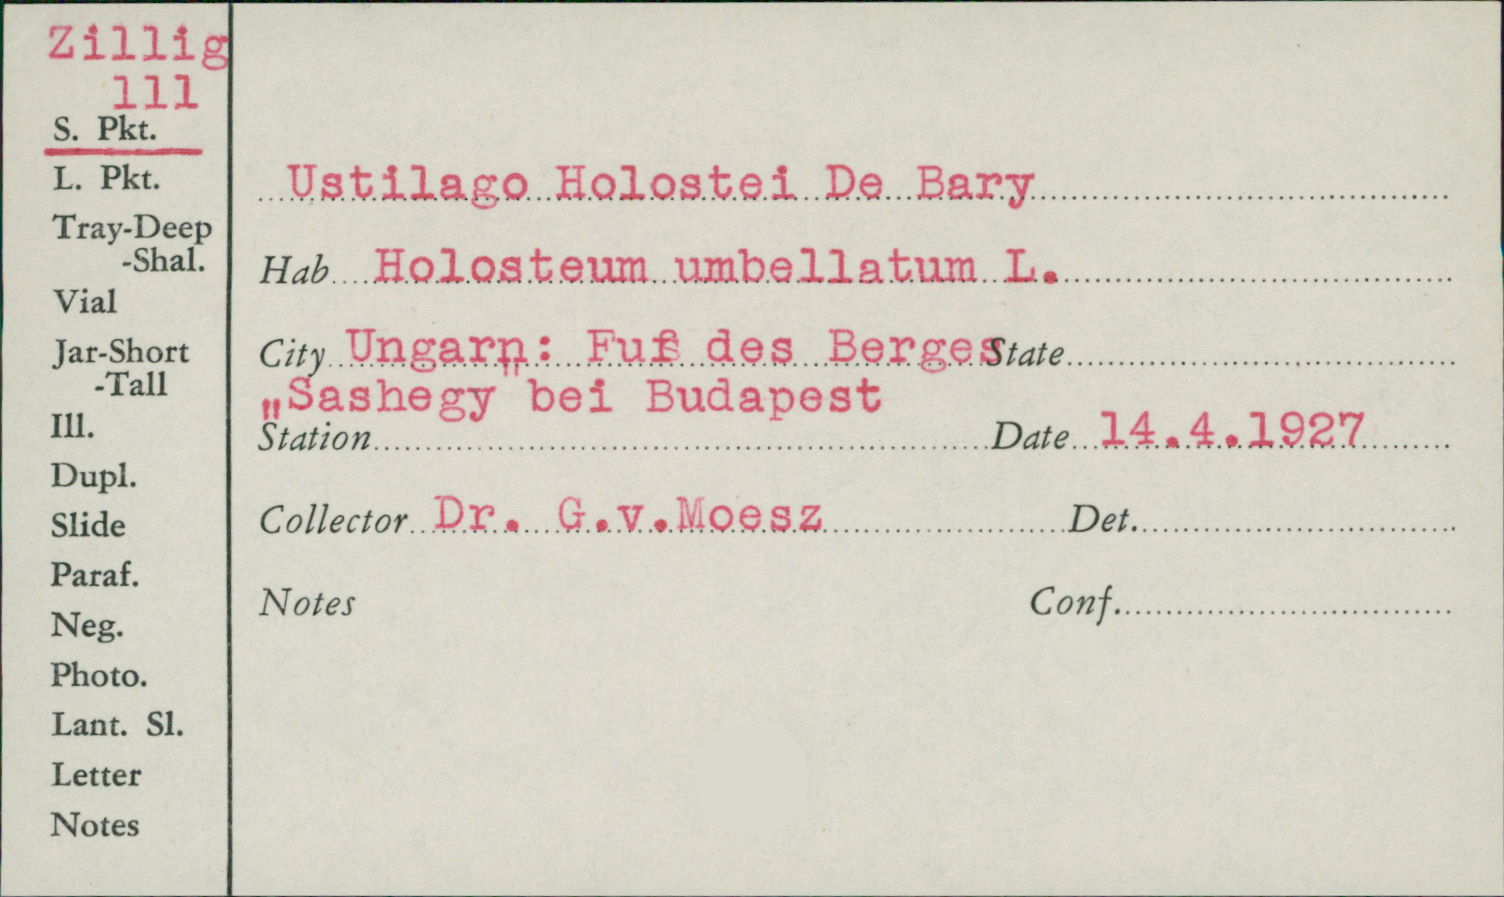 Zillig
111
S. Pkt.
L. Pkt.
Tray-Deep
-Shal.
Vial
Jar-Short
-Tall
Ill.
Dupl.
Slide
Paraf.
Neg.
Photo.
Lant. Sl.
Letter
Notes
Ustilago Holostei De Bary
Hab Holosteum umbellatum L.
City Ungarn: Fuß des Berges State
„Sashegy" bei Budapest
Station Date 14.4.1927
Collector Dr. G.v.Moesz Det.
Notes Conf.